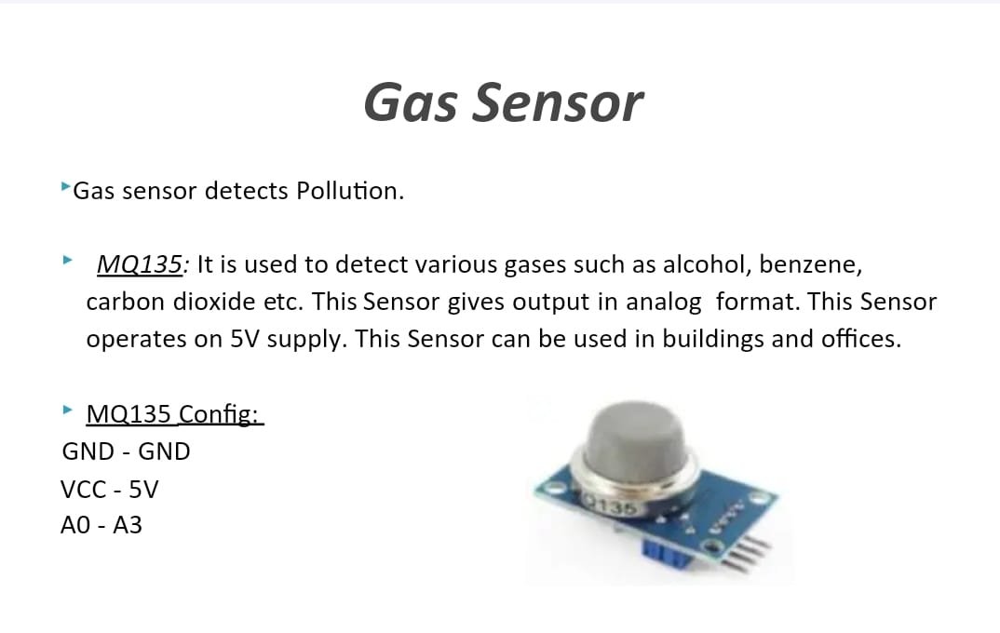 Gas Sensor
Gas sensor detects Pollution.
MQ135: It is used to detect various gases such as alcohol, benzene,
carbon dioxide etc. This Sensor gives output in analog format. This Sensor
operates on 5V supply. This Sensor can be used in buildings and offices.
MQ135 Config:
GND - GND
VCC - 5V
A0 - A3
Q135